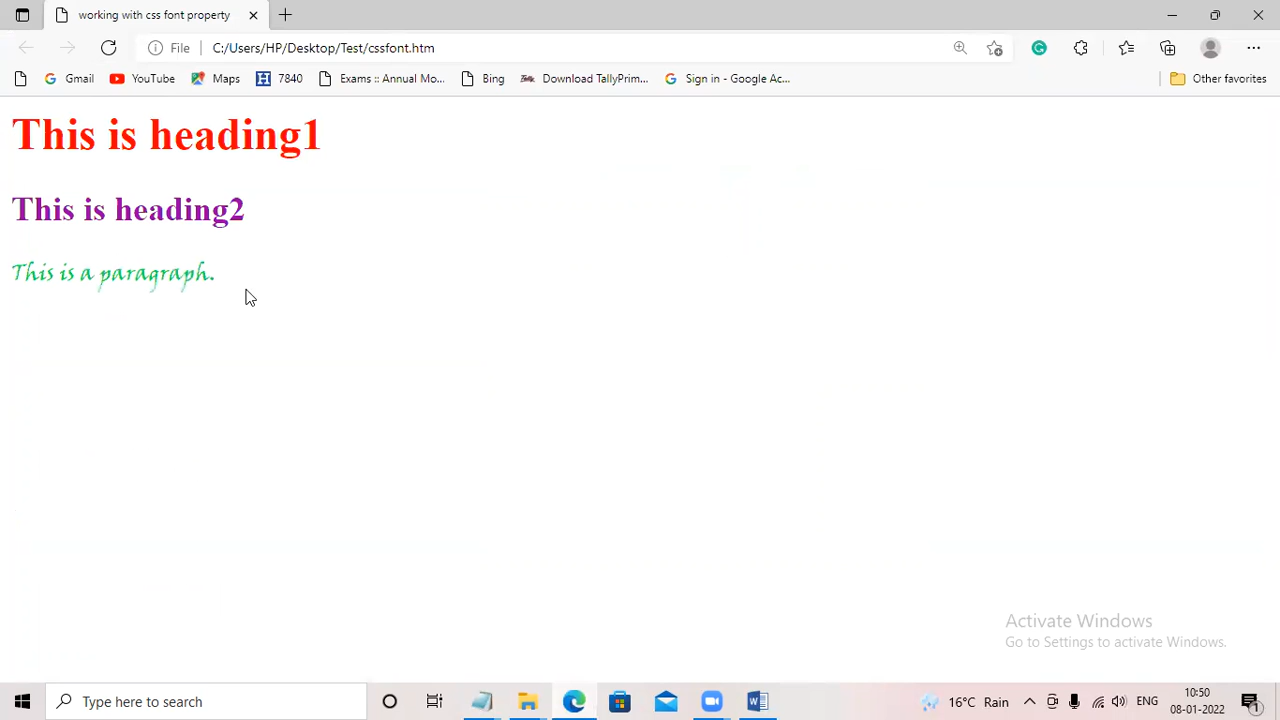 working with css font property
File
C:/Users/HP/Desktop/Test/cssfont.htm
Gmail
YouTube
Maps
7840
Exams :: Annual Mo...
Bing
Download TallyPrim...
Sign in - Google Ac...
Other favorites
This is heading1
This is heading2
This is a paragraph.
Activate Windows
Go to Settings to activate Windows.
Type here to search
16°C Rain
ENG
10:50
08-01-2022
1